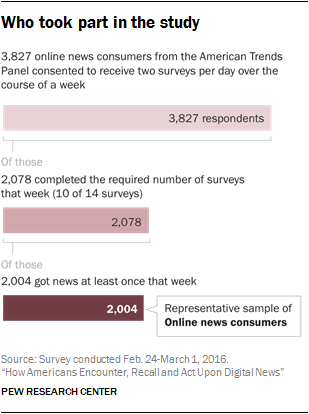 Who took part in the study
3,827 online news consumers from the American Trends
Panel consented to receive two surveys per day over the
course of a week
3,827 respondents
Of those
2,078 completed the required number of surveys
that week (10 of 14 surveys)
2,078
Of those
2,004 got news at least once that week
2,004
Representative sample of
Online news consumers
Source: Survey conducted Feb. 24-March 1, 2016.
“How Americans Encounter, Recall and Act Upon Digital News”
PEW RESEARCH CENTER